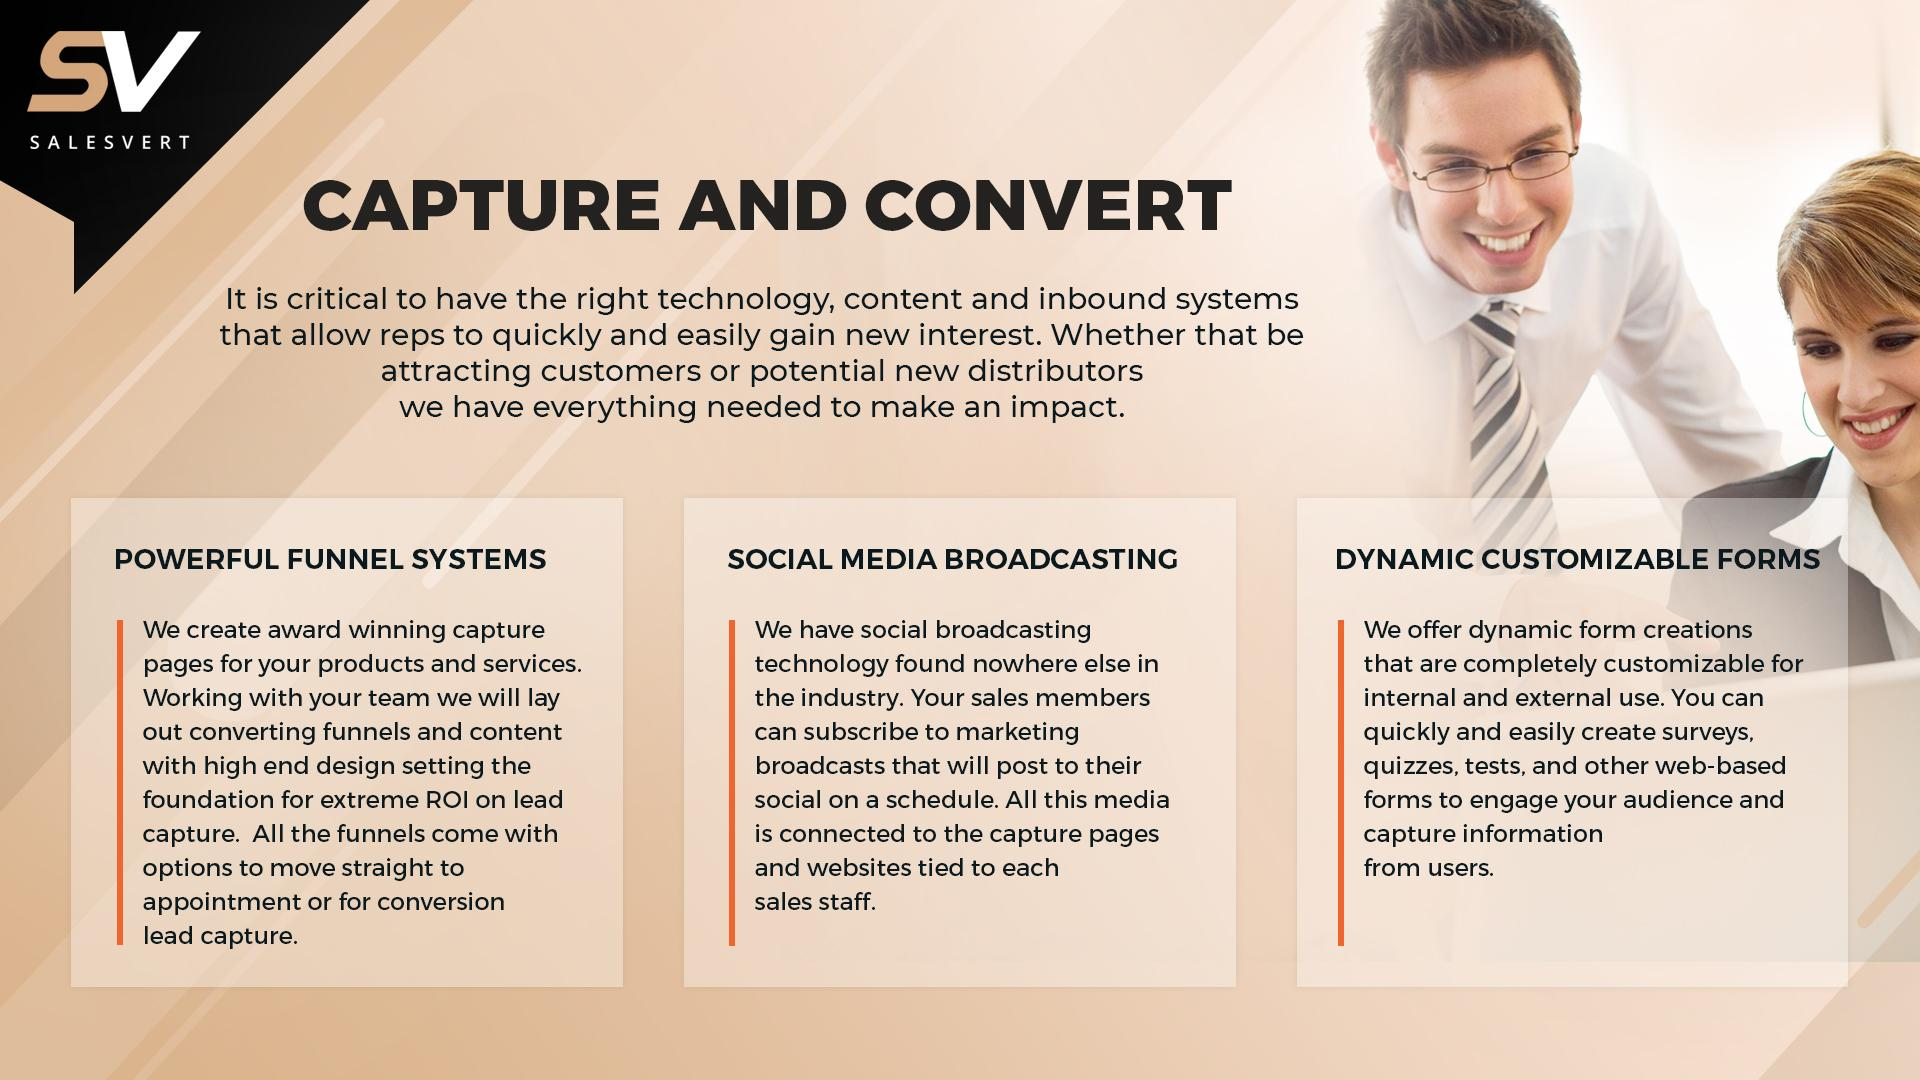 SV
SALESVERT
CAPTURE AND CONVERT
It is critical to have the right technology, content and inbound systems
that allow reps to quickly and easily gain new interest. Whether that be
attracting customers or potential new distributors
we have everything needed to make an impact.
POWERFUL FUNNEL SYSTEMS
We create award winning capture
pages for your products and services.
Working with your team we will lay
out converting funnels and content
with high end design setting the
foundation for extreme ROI on lead
capture.  All the funnels come with
options to move straight to
appointment or for conversion
lead capture.
SOCIAL MEDIA BROADCASTING
We have social broadcasting
technology found nowhere else in
the industry. Your sales members
can subscribe to marketing
broadcasts that will post to their
social on a schedule. All this media
is connected to the capture pages
and websites tied to each
sales staff.
DYNAMIC CUSTOMIZABLE FORMS
We offer dynamic form creations
that are completely customizable for
internal and external use. You can
quickly and easily create surveys,
quizzes, tests, and other web-based
forms to engage your audience and
capture information
from users.